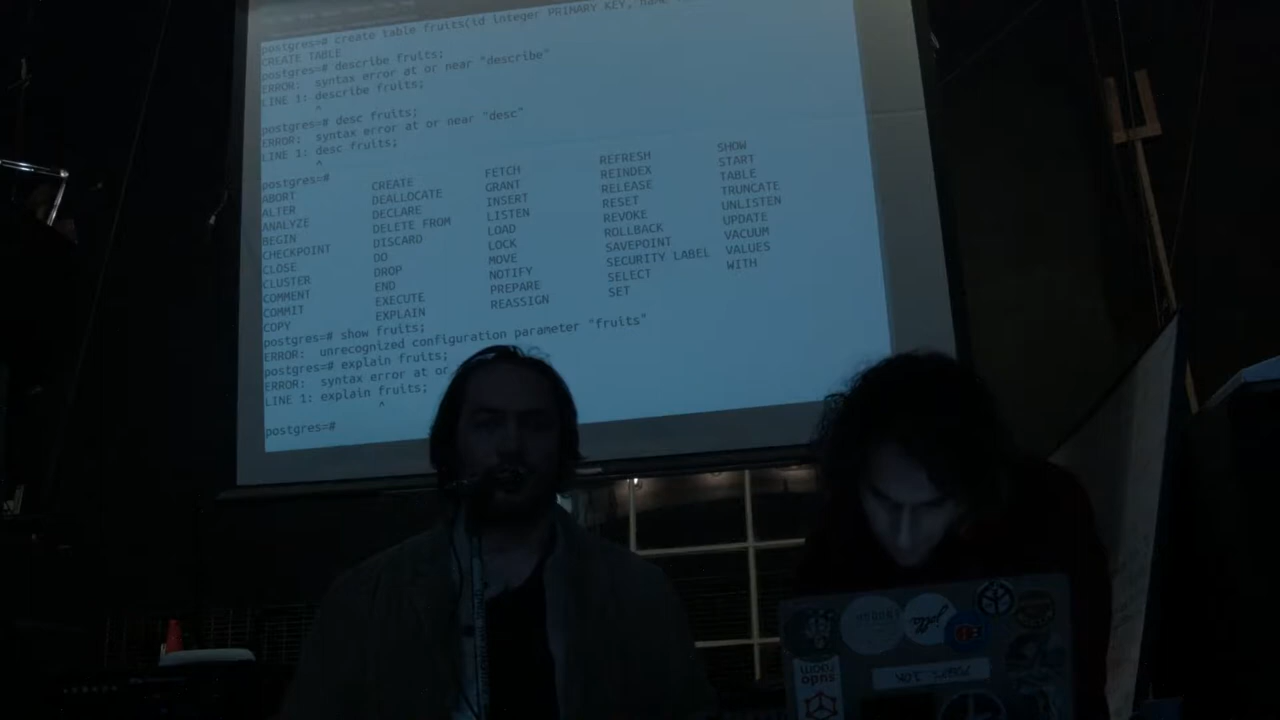 postgres=# create table fruits(id integer PRIMARY KEY,
CREATE TABLE
postgres=# describe fruits;
ERROR:  syntax error at or near "describe"
LINE 1: describe fruits;
^
postgres=# desc fruits;
ERROR:  syntax error at or near "desc"
LINE 1: desc fruits;
^
postgres=#
ABORT CREATE FETCH REFRESH SHOW
ALTER DEALLOCATE GRANT REINDEX START
ANALYZE DECLARE INSERT RELEASE TABLE
BEGIN DELETE FROM LISTEN RESET TRUNCATE
CHECKPOINT DISCARD LOAD REVOKE UNLISTEN
CLOSE DO LOCK ROLLBACK UPDATE
CLUSTER DROP MOVE SAVEPOINT VACUUM
COMMENT END NOTIFY SECURITY LABEL VALUES
COMMIT EXECUTE PREPARE SELECT WITH
COPY EXPLAIN REASSIGN SET
postgres=# show fruits;
ERROR:  unrecognized configuration parameter "fruits"
postgres=# explain fruits;
ERROR:  syntax error at or
LINE 1: explain fruits;
^
postgres=#
sudo room